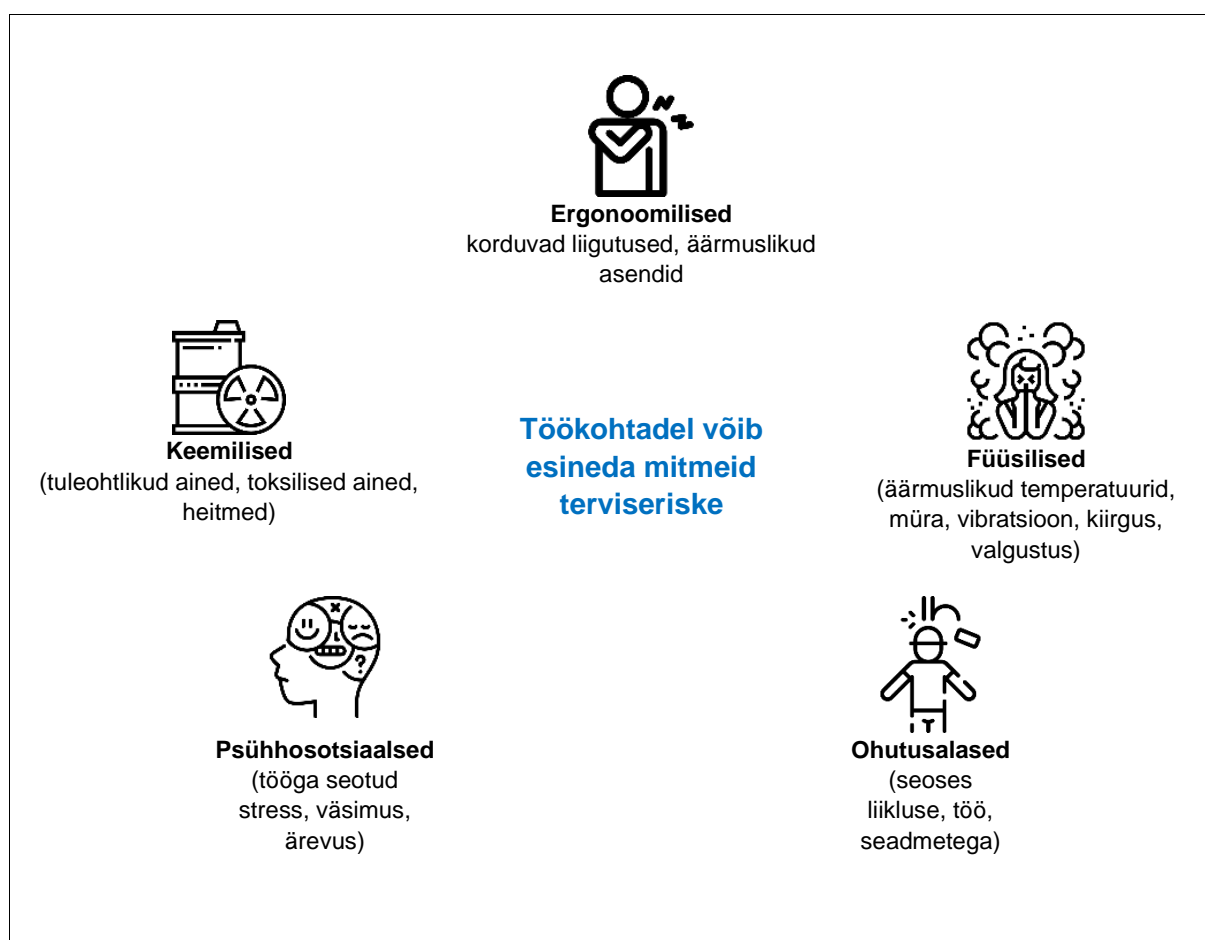 Ergonoomilised
korduvad liigutused, äärmuslikud
asendid
Keemilised
(tuleohtlikud ained, toksilised ained,
heitmed)
Töökohtadel võib
esineda mitmeid
terviseriske
Füüsilised
(äärmuslikud temperatuurid,
müra, vibratsioon, kiirgus,
valgustus)
Psühhosotsiaalsed
(tööga seotud
stress, väsimus,
ärevus)
Ohutusalased
(seoses
liikluse, töö,
seadmetega)